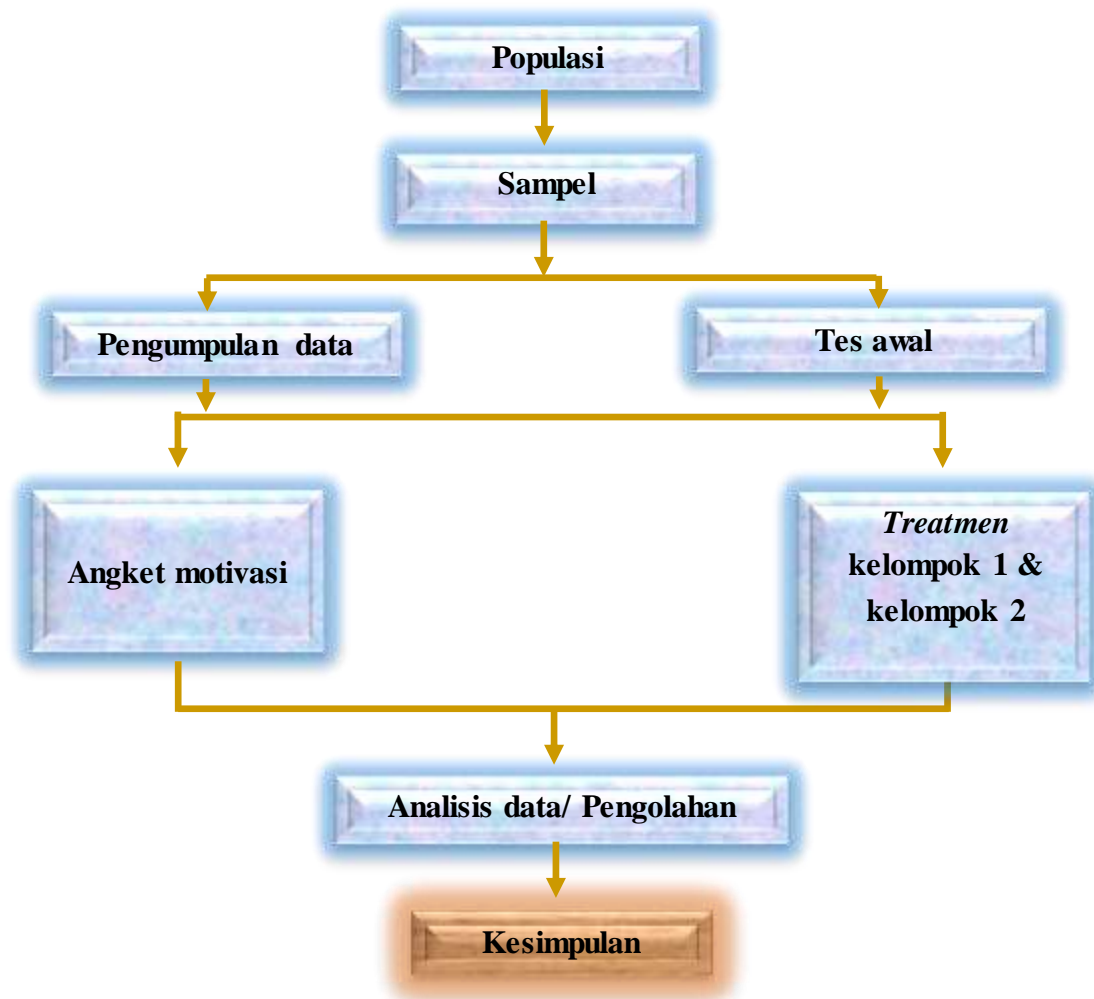 Populasi
Sampel
Pengumpulan data
Tes awal
Angket motivasi
Treatmen
kelompok 1 &
kelompok 2
Analisis data/ Pengolahan
Kesimpulan